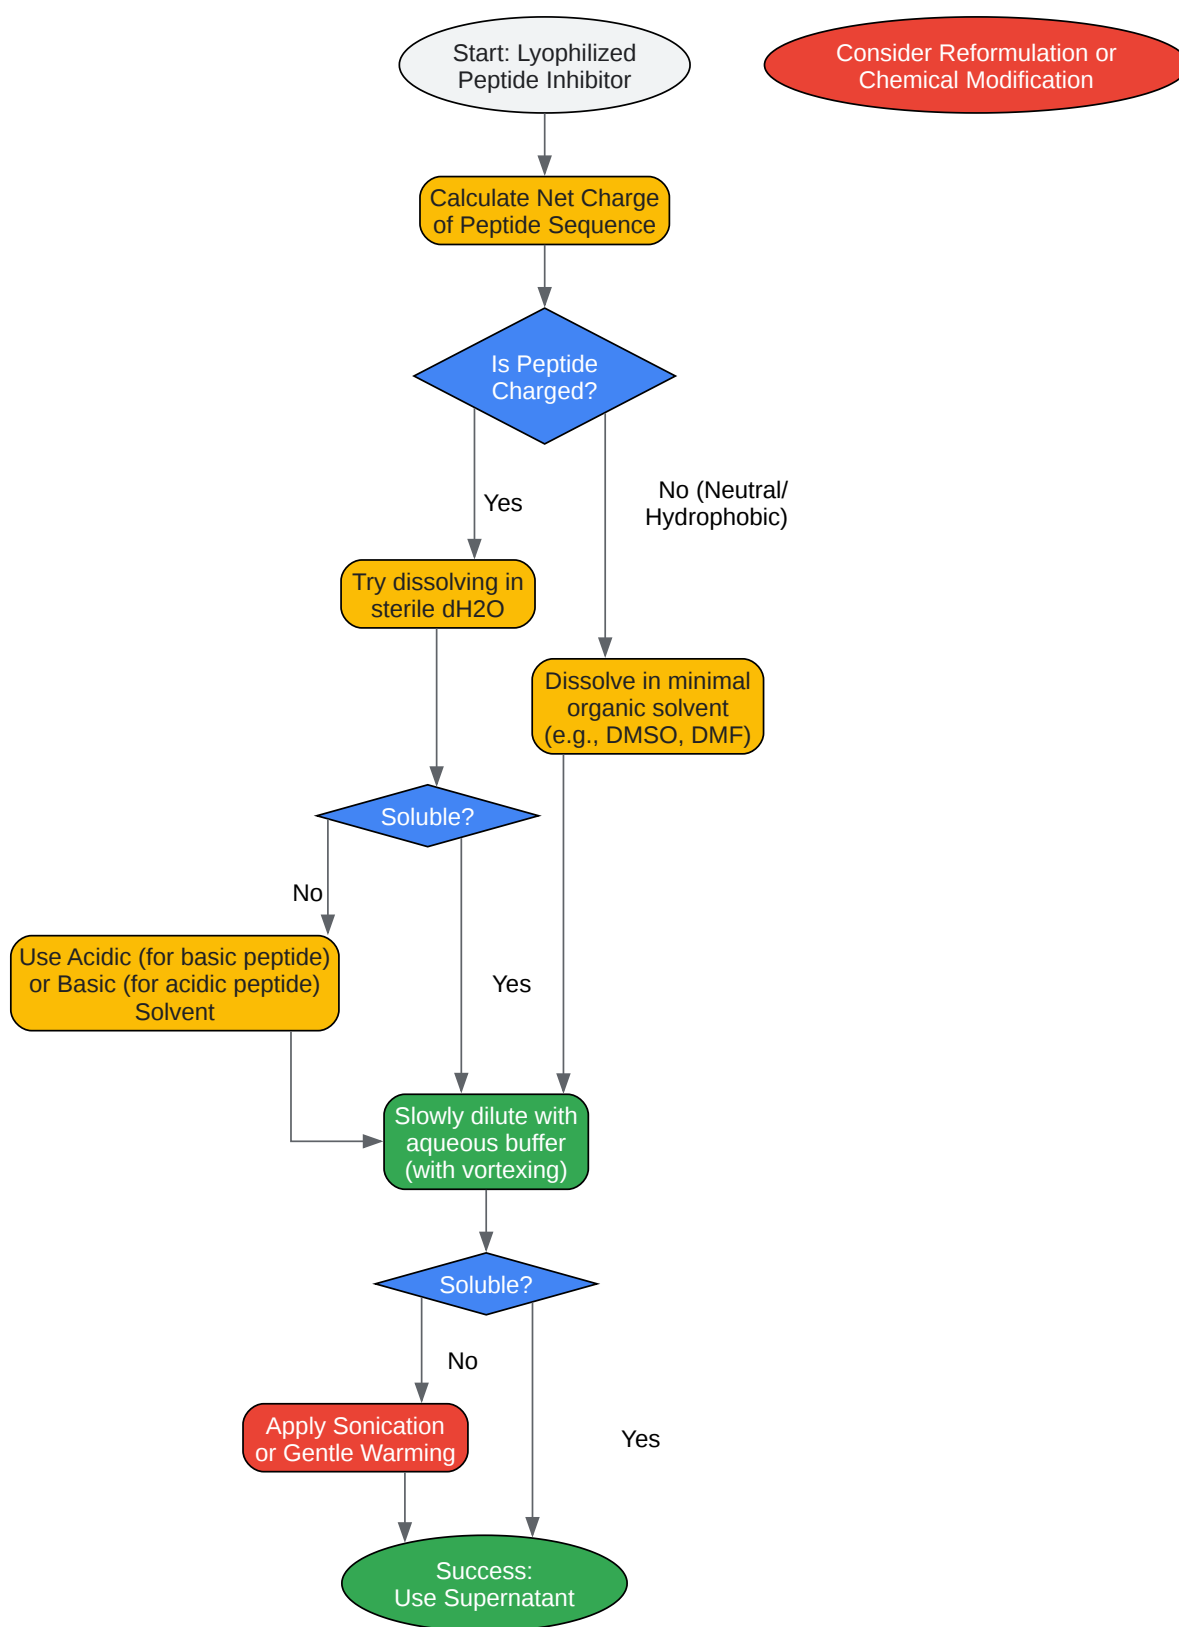 Start: Lyophilized
Peptide Inhibitor
Consider Reformulation or
Chemical Modification
Calculate Net Charge
of Peptide Sequence
Is Peptide
Charged?
Yes
No (Neutral/
Hydrophobic)
Try dissolving in
sterile dH2O
Dissolve in minimal
organic solvent
(e.g., DMSO, DMF)
Soluble?
No
Use Acidic (for basic peptide)
or Basic (for acidic peptide)
Solvent
Yes
Slowly dilute with
aqueous buffer
(with vortexing)
Soluble?
No
Apply Sonication
or Gentle Warming
Yes
Success:
Use Supernatant